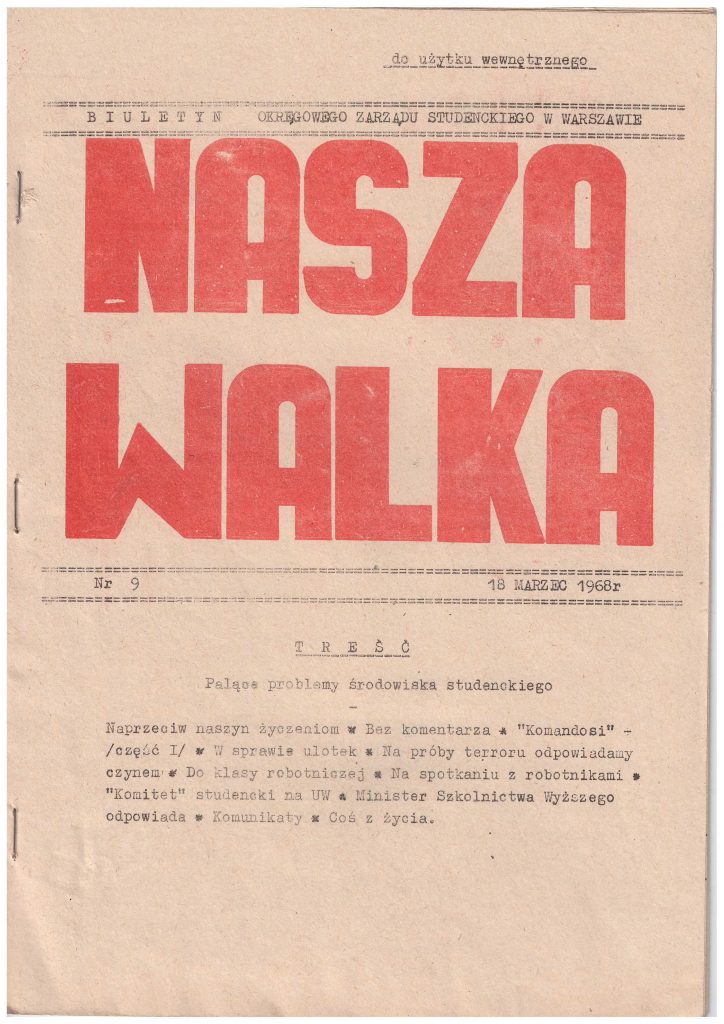 do użytku wewnętrznego
B I U L E T Y N OKRĘGOWEGO ZARZĄDU STUDENCKIEGO W WARSZAWIE
NASZA
WALKA
Nr 9 18 MARZEC 1968r
T R E Ś Ć
Palące problemy środowiska studenckiego
-
Naprzeciw naszyn życzeniom * Bez komentarza * "Komandosi" -
/część I/ * W sprawie ulotek * Na próby terroru odpowiadamy
czynem * Do klasy robotniczej * Na spotkaniu z robotnikami *
"Komitet" studencki na UW * Minister Szkolnictwa Wyższego
odpowiada * Komunikaty * Coś z życia.